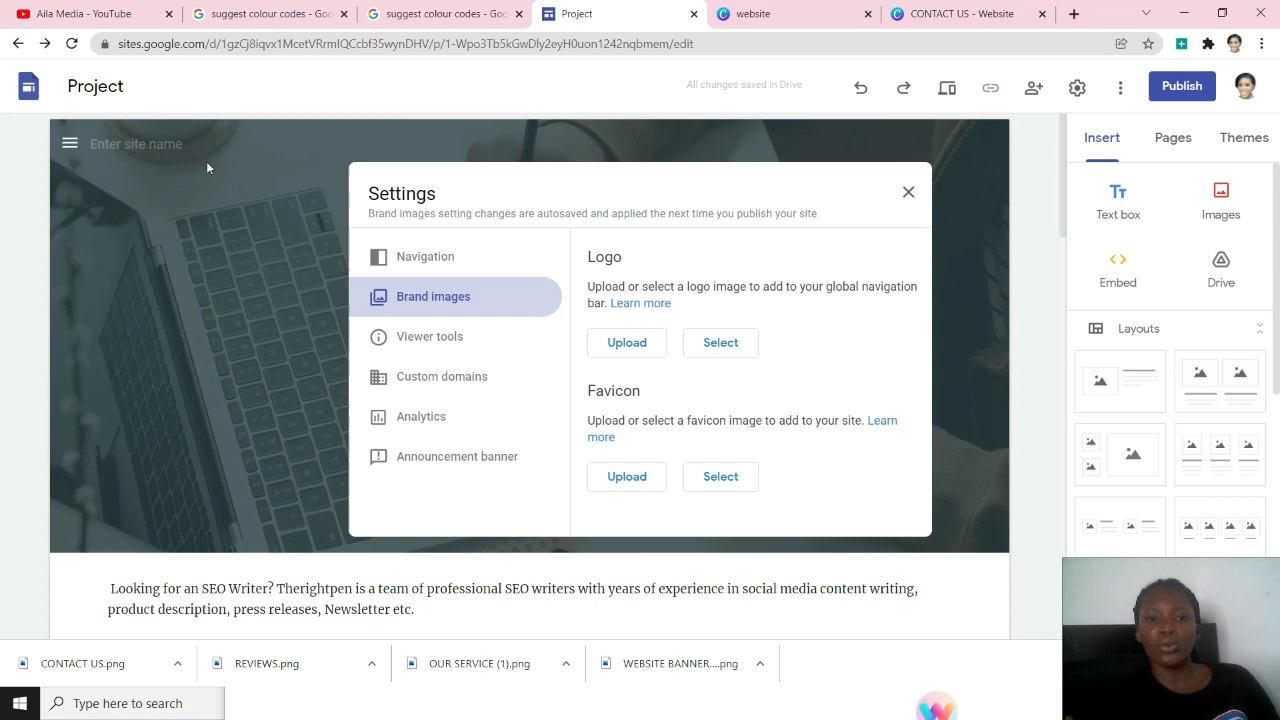 Aila Media - YouTube
suggest colour codes - Goo
suggest colour codes - Goo
Project
website
CONTACT US - Website
sites.google.com/d/1gzCj8iqvx1McetVRrmIQCcbf35wynDHV/p/1-Wpo3Tb5kGwDly2eyH0uon1242nqbmem/edit
Project
All changes saved in Drive
Publish
Enter site name
Insert
Pages
Themes
Settings
Brand images setting changes are autosaved and applied the next time you publish your site
Navigation
Brand images
Viewer tools
Custom domains
Analytics
Announcement banner
Logo
Upload or select a logo image to add to your global navigation
bar. Learn more
Upload
Select
Favicon
Upload or select a favicon image to add to your site. Learn
more
Upload
Select
Text box
Images
Embed
Drive
Layouts
Looking for an SEO Writer? Therightpen is a team of professional SEO writers with years of experience in social media content writing,
product description, press releases, Newsletter etc.
CONTACT US.png
REVIEWS.png
OUR SERVICE (1).png
WEBSITE BANNER....png
Type here to search